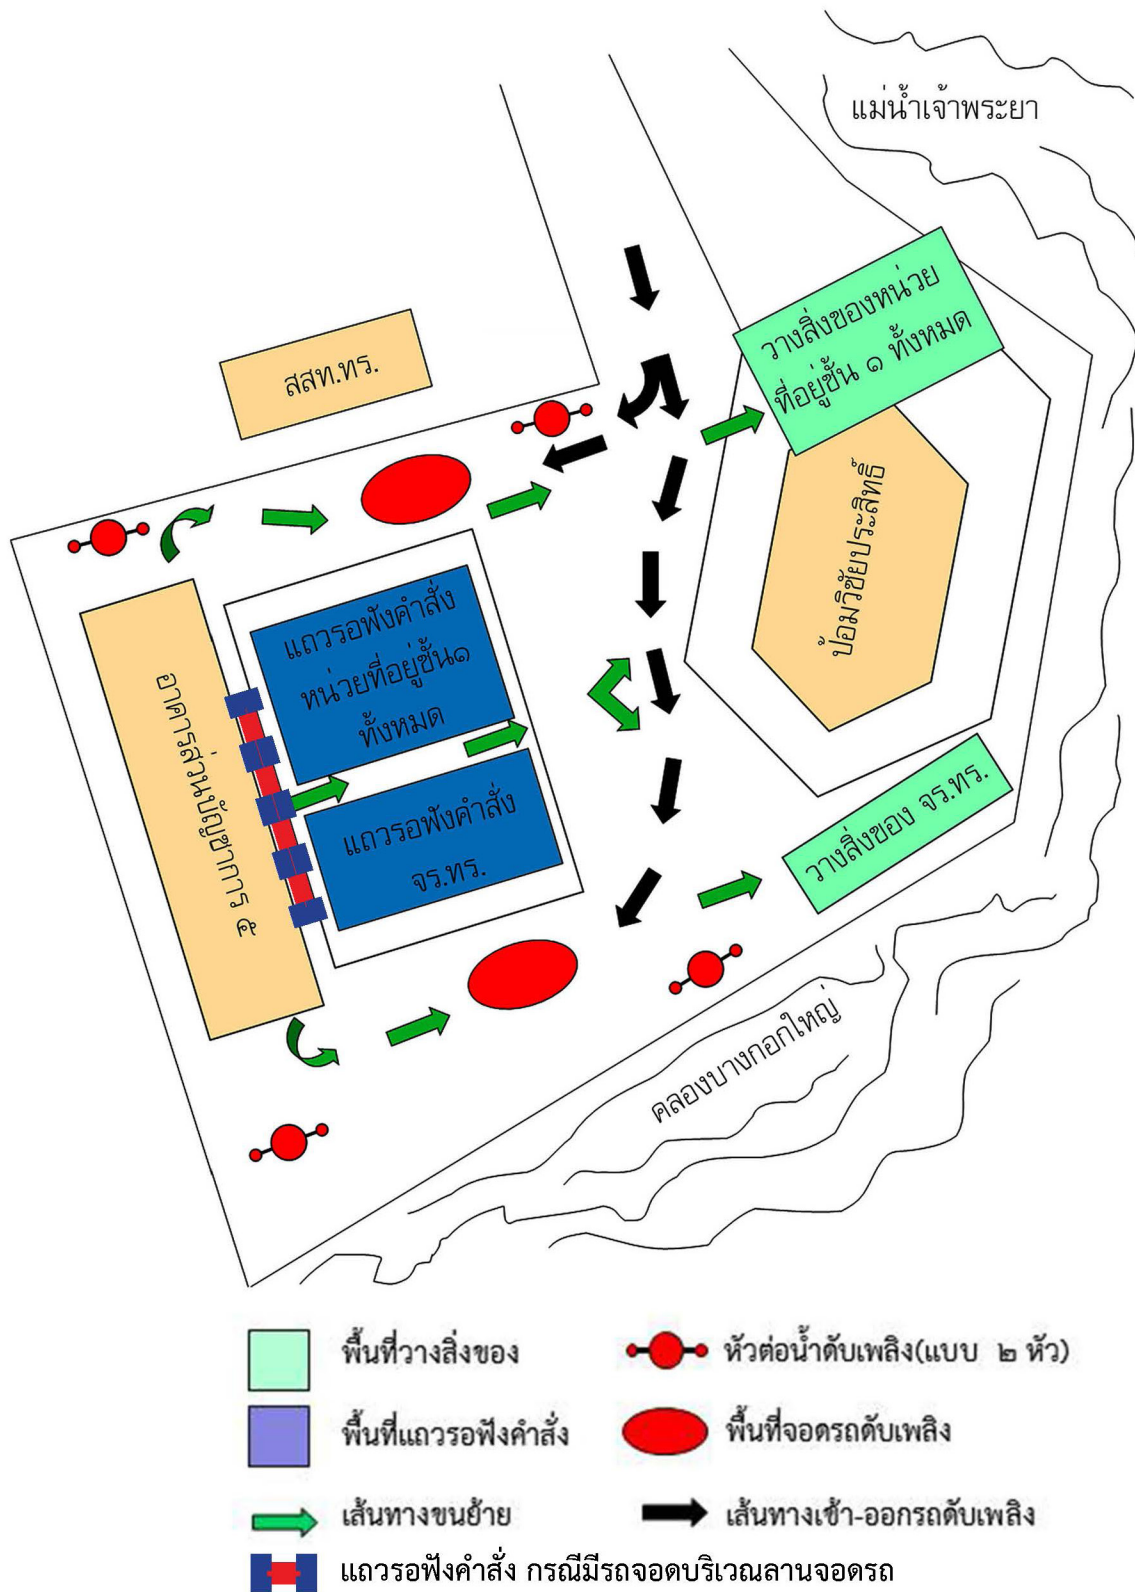 แม่น้ำเจ้าพระยา
วางสิ่งของหน่วย
ที่อยู่ชั้น ๑ ทั้งหมด
สสท.ทร.
ป้อมวิชัยประสิทธิ์
แถวรอฟังคำสั่ง
หน่วยที่อยู่ชั้น๑
ทั้งหมด
อาคารส่วนบัญชาการ ๕
แถวรอฟังคำสั่ง
จร.ทร.
วางสิ่งของ จร.ทร.
คลองบางกอกใหญ่
พื้นที่วางสิ่งของ
หัวต่อน้ำดับเพลิง(แบบ ๒ หัว)
พื้นที่แถวรอฟังคำสั่ง
พื้นที่จอดรถดับเพลิง
เส้นทางขนย้าย
เส้นทางเข้า-ออกรถดับเพลิง
แถวรอฟังคำสั่ง กรณีมีรถจอดบริเวณลานจอดรถ